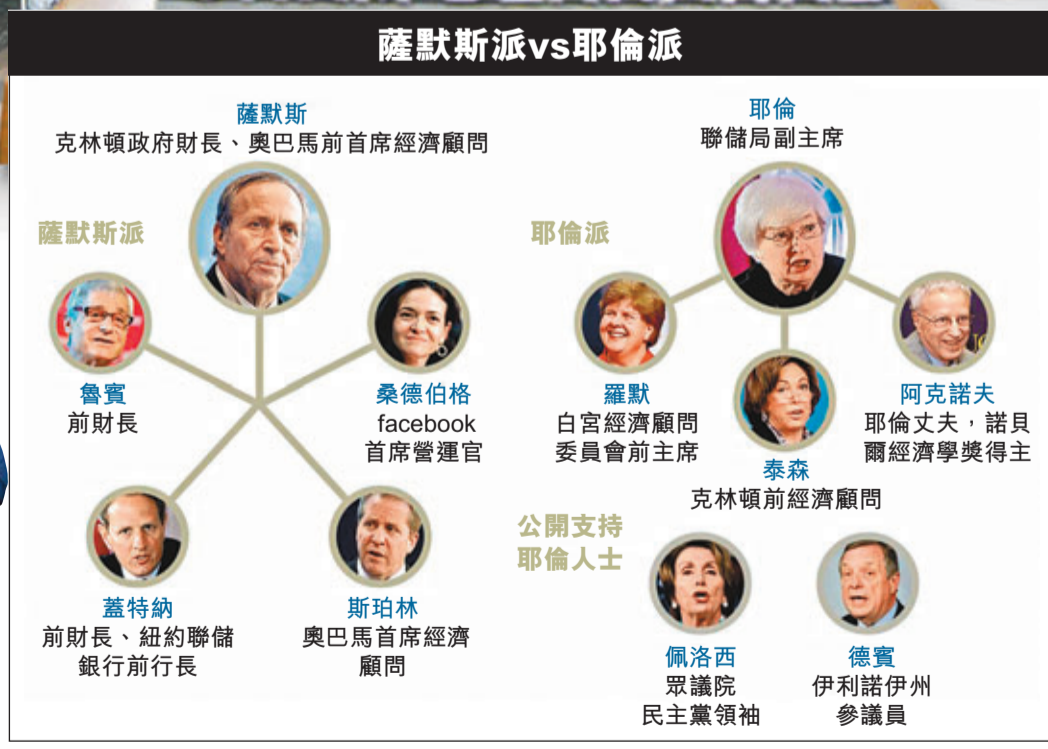 薩默斯派vs耶倫派
薩默斯
克林頓政府財長、奧巴馬前首席經濟顧問
薩默斯派
魯賓
前財長
桑德伯格
facebook
首席營運官
蓋特納
前財長、紐約聯儲
銀行前行長
斯珀林
奧巴馬首席經濟
顧問
耶倫
聯儲局副主席
耶倫派
羅默
白宮經濟顧問
委員會前主席
泰森
克林頓前經濟顧問
阿克諾夫
耶倫丈夫，諾貝
爾經濟學獎得主
公開支持
耶倫人士
佩洛西
眾議院
民主黨領袖
德賓
伊利諾伊州
參議員